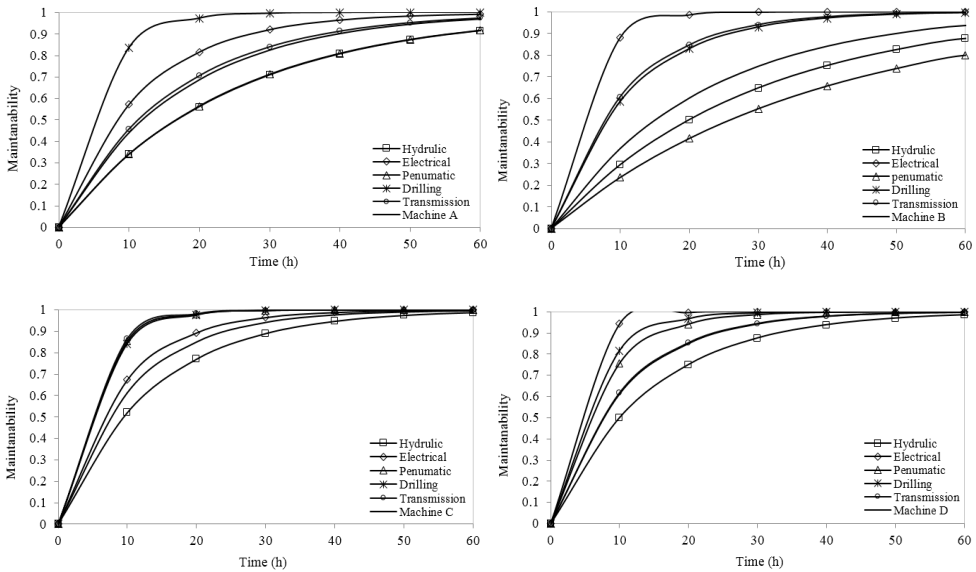 1
0.9
0.8
0.7
0.6
0.5
0.4
0.3
0.2
0.1
0
Maintanability
0 10 20 30 40 50 60
Time (h)
Hydrulic
Electrical
Penumatic
Drilling
Transmission
Machine A
1
0.9
0.8
0.7
0.6
0.5
0.4
0.3
0.2
0.1
0
Maintanability
0 10 20 30 40 50 60
Time (h)
Hydrulic
Electrical
penumatic
Drilling
Transmission
Machine B
1
0.9
0.8
0.7
0.6
0.5
0.4
0.3
0.2
0.1
0
Maintanability
0 10 20 30 40 50 60
Time (h)
Hydrulic
Electrical
Penumatic
Drilling
Transmission
Machine C
1
0.9
0.8
0.7
0.6
0.5
0.4
0.3
0.2
0.1
0
Maintanability
0 10 20 30 40 50 60
Time (h)
Hydrulic
Electrical
Penumatic
Drilling
Transmission
Machine D